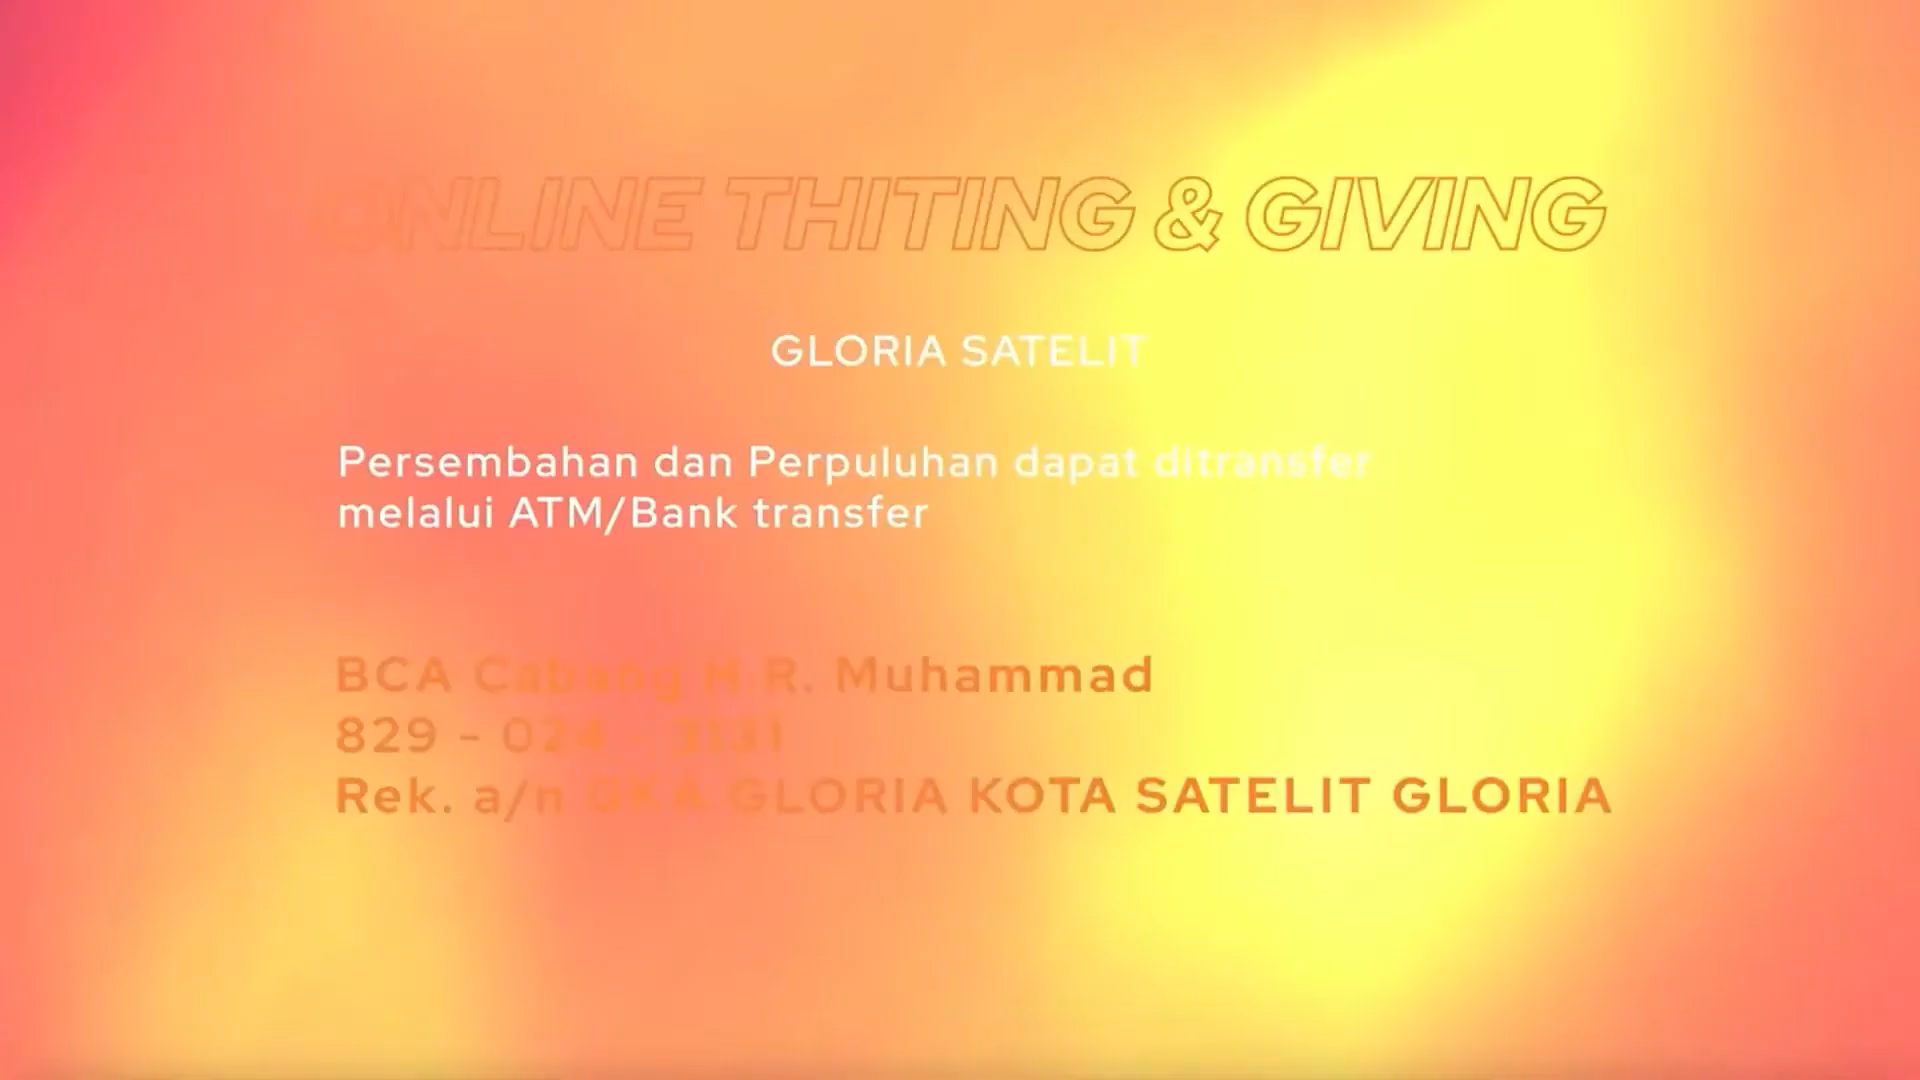 ONLINE THITING & GIVING
GLORIA SATELIT
Persembahan dan Perpuluhan dapat ditransfer
melalui ATM/Bank transfer
BCA Cabang H R. Muhammad
829 - 024 - 3131
Rek. a/n GKA GLORIA KOTA SATELIT GLORIA